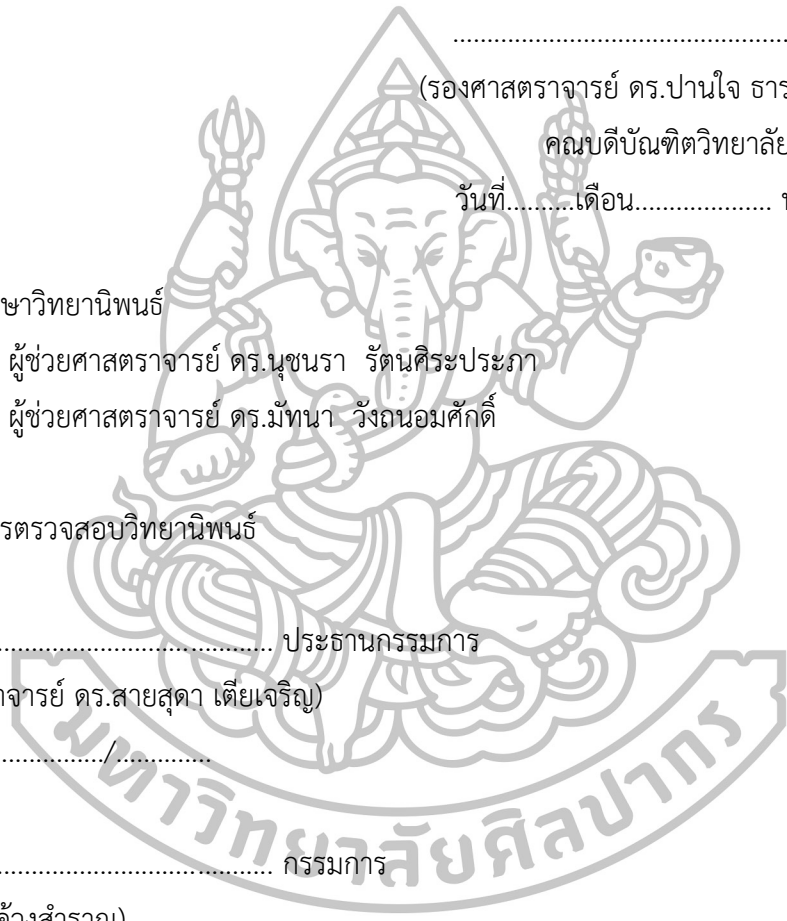 ............................................
(รองศาสตราจารย์ ดร.ปานใจ ธาร
คณบดีบัณฑิตวิทยาลัย
วันที่..........เดือน....................
ษาวิทยานิพนธ์
ผู้ช่วยศาสตราจารย์ ดร.นุชนรา รัตนศิระประภา
ผู้ช่วยศาสตราจารย์ ดร.มัทนา วังถนอมศักดิ์
รตรวจสอบวิทยานิพนธ์
........................................ ประธานกรรมการ
าจารย์ ดร.สายสุดา เตียเจริญ)
.............../..............
มหาวิทยาลัยศิลปากร
........................................ กรรมการ
ด้วงสำราญ)